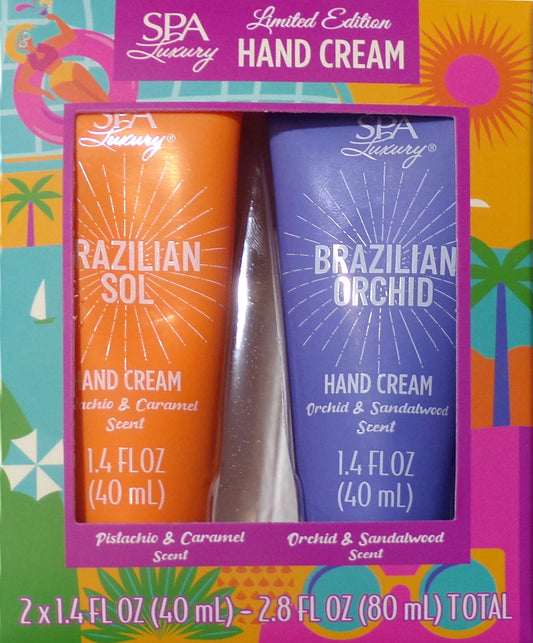 SPA
Luxury
Limited Edition
HAND CREAM
SPA
Luxury®
RAZILIAN
SOL
AND CREAM
achio & Caramel
Scent
1.4 FL OZ
(40 mL)
SPA
Luxury®
BRAZILIAN
ORCHID
HAND CREAM
Orchid & Sandalwood
Scent
1.4 FL OZ
(40 mL)
Pistachio & Caramel
Scent
Orchid & Sandalwood
Scent
2 x 1.4 FL OZ (40 mL) – 2.8 FL OZ (80 mL) TOTAL